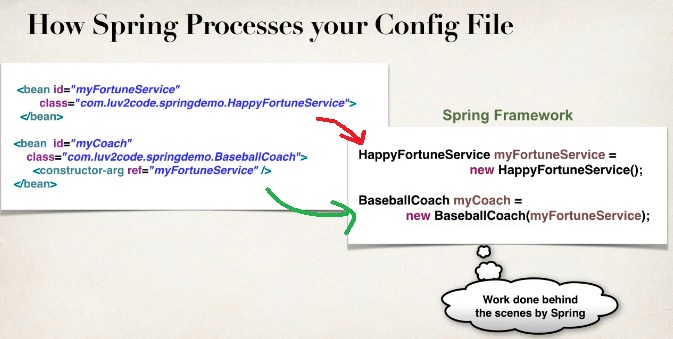 How Spring Processes your Config File
<bean id="myFortuneService"
class="com.luv2code.springdemo.HappyFortuneService">
</bean>
<bean id="myCoach"
class="com.luv2code.springdemo.BaseballCoach">
<constructor-arg ref="myFortuneService" />
</bean>
Spring Framework
HappyFortuneService myFortuneService =
new HappyFortuneService();
BaseballCoach myCoach =
new BaseballCoach(myFortuneService);
Work done behind
the scenes by Spring